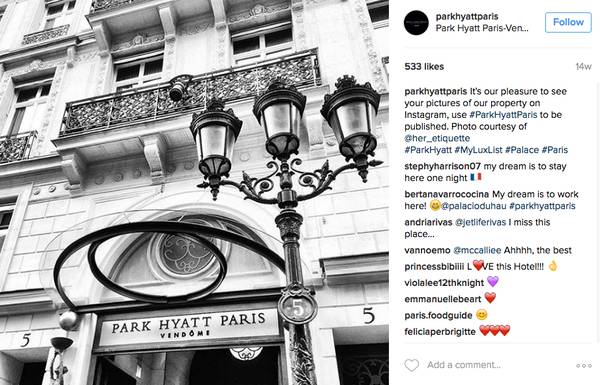 PARK HYATT PARIS
VENDÔME
5
5
5
parkhyattparis
Park Hyatt Paris-Ven...
Follow
533 likes
14w
parkhyattparis It's our pleasure to see
your pictures of our property on
Instagram, use #ParkHyattParis to be
published. Photo courtesy of
@her_etiquette
#ParkHyatt #MyLuxList #Palace #Paris
stephyharrison07 my dream is to stay
here one night 🇫🇷
bertanavarrococina My dream is to work
here! 😄@palacioduhau #parkhyattparis
andriarivas @jetliferivas I miss this
place...
vannoemo @mccalliee Ahhhh, the best
princessbibiiii L❤️VE this Hotel!!! 👌
violalee12thknight 💜
emmanuellebeart ❤️
paris.foodguide 😊
feliciaperbrigitte ❤️❤️❤️
Add a comment...